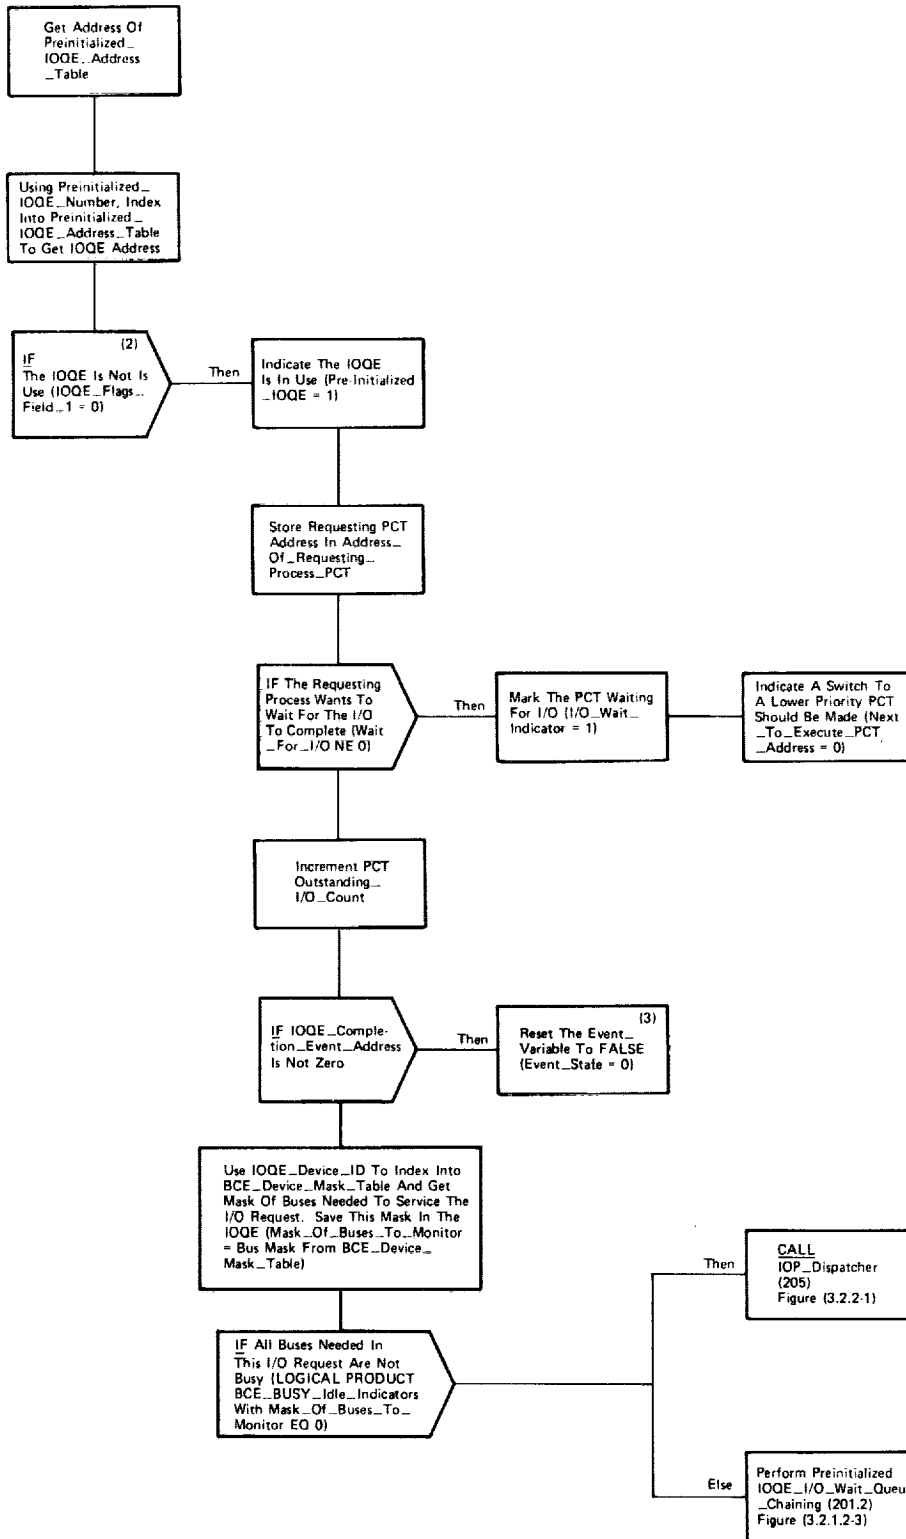 Get Address Of
Preinitialized_
IOQE_Address
_Table
Using Preinitialized_
IOQE_Number, Index
Into Preinitialized_
IOQE_Address_Table
To Get IOQE Address
(2)
IF
The IOQE Is Not Is
Use (IOQE_Flags_
Field_1 = 0)
Then
Indicate The IOQE
Is In Use (Pre-Initialized
_IOQE = 1)
Store Requesting PCT
Address In Address_
Of_Requesting_
Process_PCT
IF The Requesting
Process Wants To
Wait For The I/O
To Complete (Wait
_For_I/O NE 0)
Then
Mark The PCT Waiting
For I/O (I/O_Wait_
Indicator = 1)
Indicate A Switch To
A Lower Priority PCT
Should Be Made (Next
_To_Execute_PCT
_Address = 0)
Increment PCT
Outstanding_
I/O_Count
IF IOQE_Comple-
tion_Event_Address
Is Not Zero
Then
(3)
Reset The Event_
Variable To FALSE
(Event_State = 0)
Use IOQE_Device_ID To Index Into
BCE_Device_Mask_Table And Get
Mask Of Buses Needed To Service The
I/O Request. Save This Mask In The
IOQE (Mask_Of_Buses_To_Monitor
= Bus Mask From BCE_Device_
Mask_Table)
IF All Buses Needed In
This I/O Request Are Not
Busy (LOGICAL PRODUCT
BCE_BUSY_Idle_Indicators
With Mask_Of_Buses_To_
Monitor EQ 0)
Then
CALL
IOP_Dispatcher
(205)
Figure (3.2.2-1)
Else
Perform Preinitialized
IOQE_I/O_Wait_Queu
_Chaining (201.2)
Figure (3.2.1.2-3)